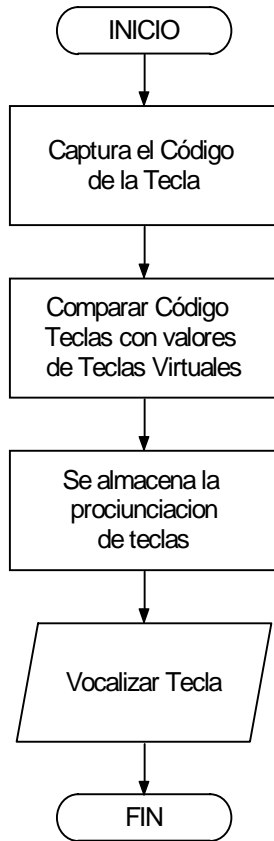 INICIO
Captura el Código
de la Tecla
Comparar Código
Teclas con valores
de Teclas Virtuales
Se almacena la
prociunciacion
de teclas
Vocalizar Tecla
FIN